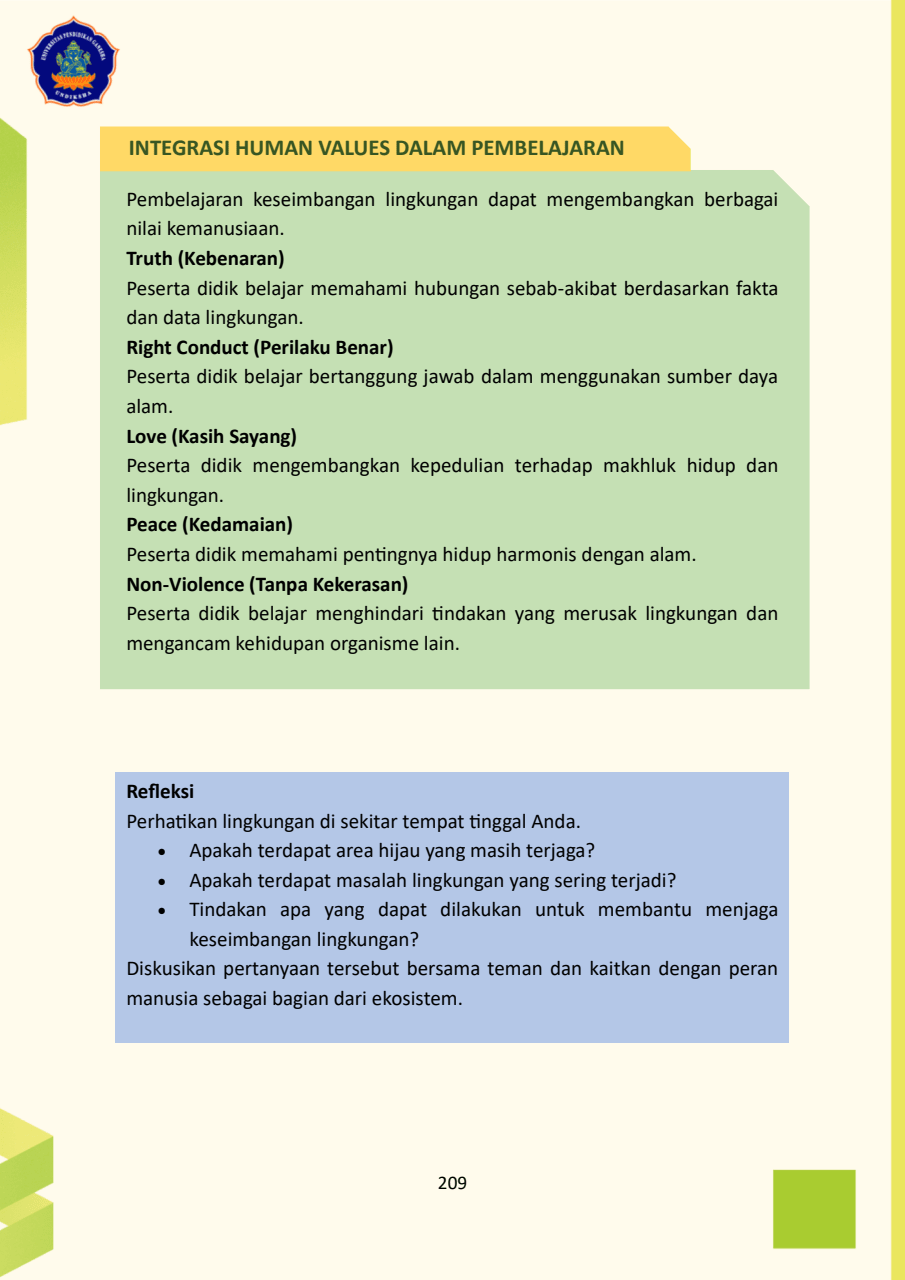 UNIVERSITAS PENDIDIKAN GANESHA
UNDIKSHA
INTEGRASI HUMAN VALUES DALAM PEMBELAJARAN
Pembelajaran keseimbangan lingkungan dapat mengembangkan berbagai
nilai kemanusiaan.
Truth (Kebenaran)
Peserta didik belajar memahami hubungan sebab-akibat berdasarkan fakta
dan data lingkungan.
Right Conduct (Perilaku Benar)
Peserta didik belajar bertanggung jawab dalam menggunakan sumber daya
alam.
Love (Kasih Sayang)
Peserta didik mengembangkan kepedulian terhadap makhluk hidup dan
lingkungan.
Peace (Kedamaian)
Peserta didik memahami pentingnya hidup harmonis dengan alam.
Non-Violence (Tanpa Kekerasan)
Peserta didik belajar menghindari tindakan yang merusak lingkungan dan
mengancam kehidupan organisme lain.
Refleksi
Perhatikan lingkungan di sekitar tempat tinggal Anda.
• Apakah terdapat area hijau yang masih terjaga?
• Apakah terdapat masalah lingkungan yang sering terjadi?
• Tindakan apa yang dapat dilakukan untuk membantu menjaga
keseimbangan lingkungan?
Diskusikan pertanyaan tersebut bersama teman dan kaitkan dengan peran
manusia sebagai bagian dari ekosistem.
209